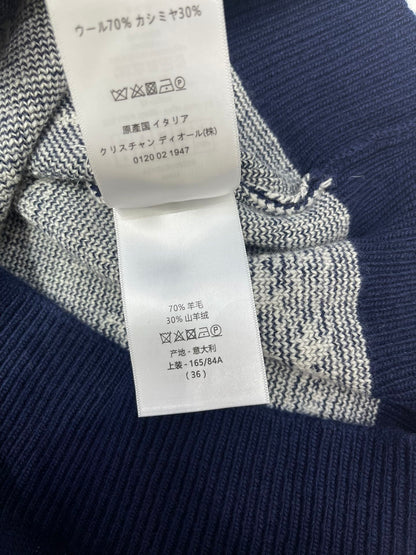 ウール70% カシミヤ30%
原産国 イタリア
クリスチャン ディオール(株)
0120 02 1947
70% 羊毛
30% 山羊绒
产地 - 意大利
上装 - 165/84A
(36)